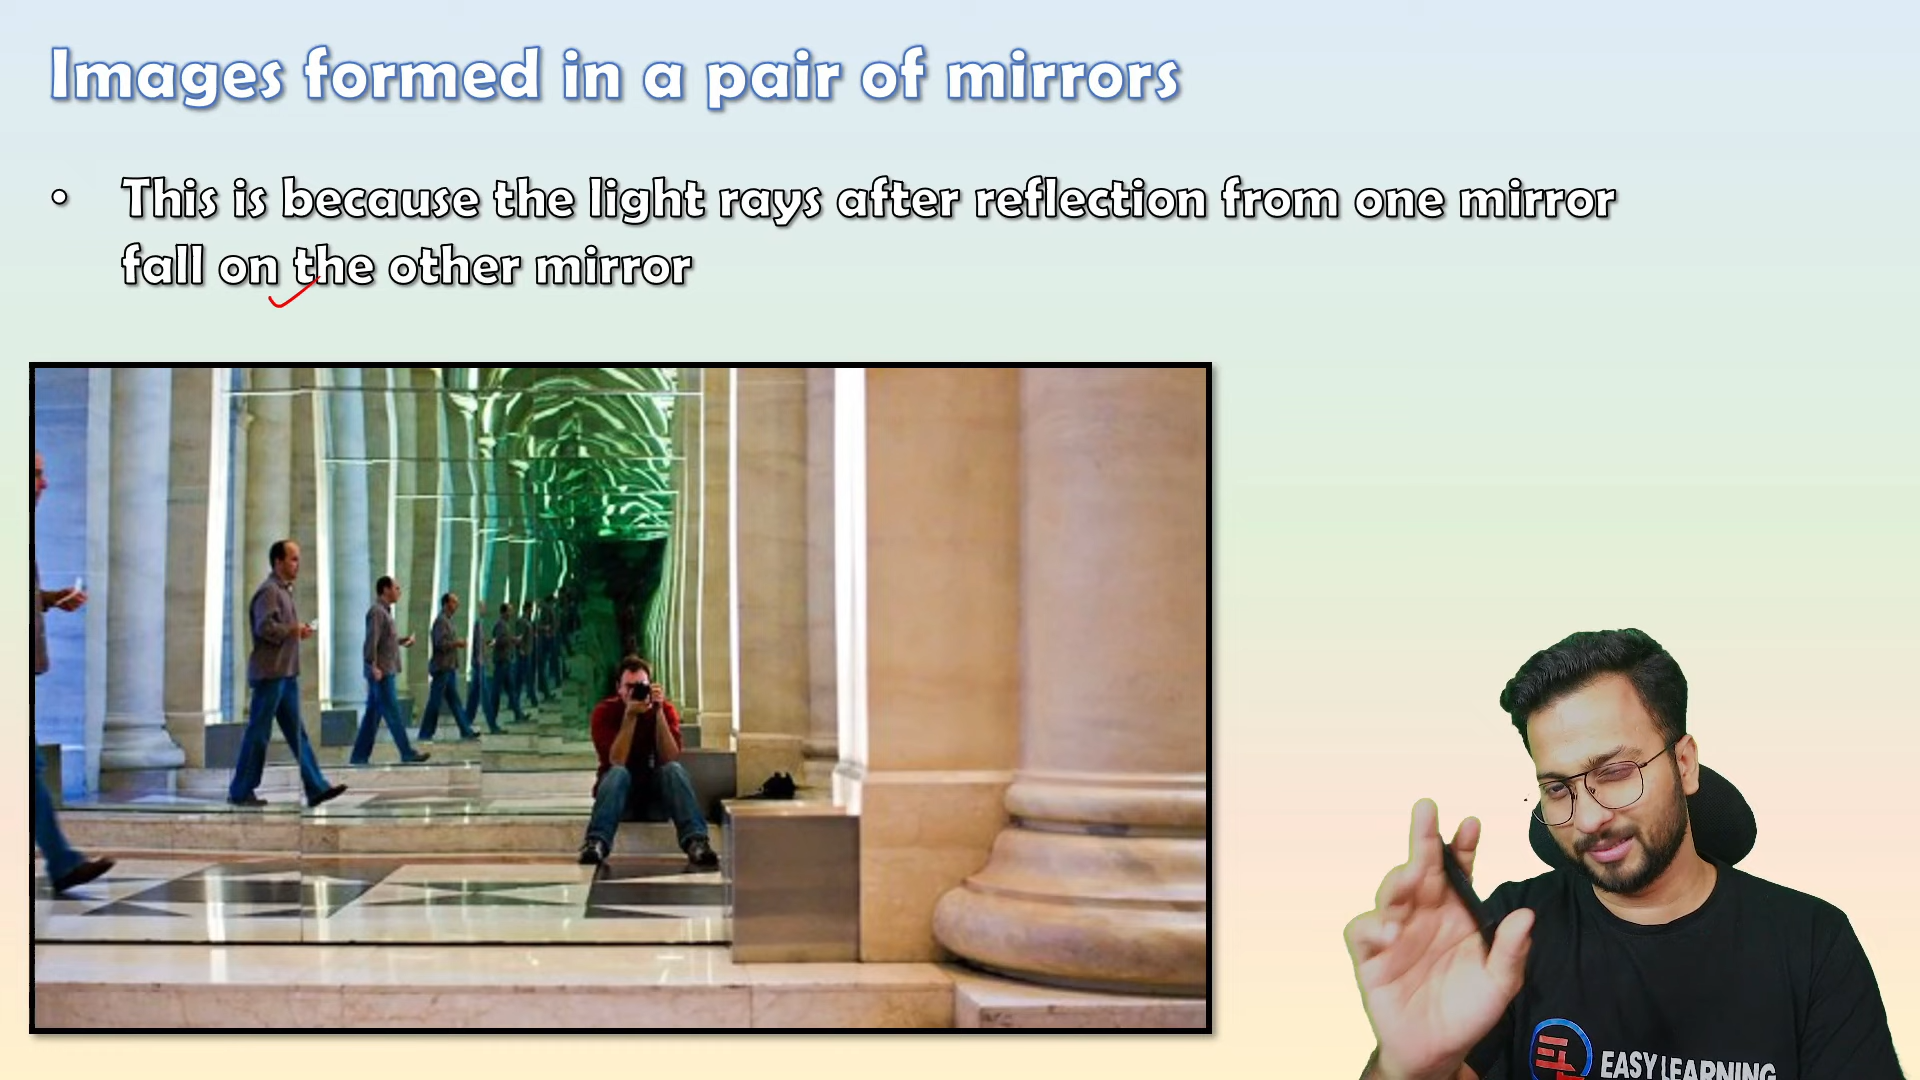 Images formed in a pair of mirrors
• This is because the light rays after reflection from one mirror
fall on the other mirror
EASY LEARNING